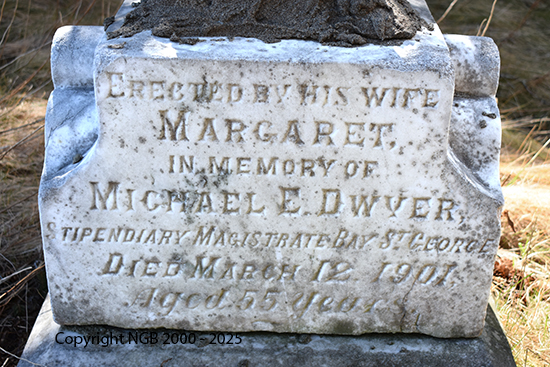 ERECTED BY HIS WIFE
MARGARET,
IN MEMORY OF
MICHAEL E. DWYER,
STIPENDIARY MAGISTRATE BAY ST GEORGE
DIED MARCH 12 1901
Aged 55 years
Copyright NGB 2000 - 2025